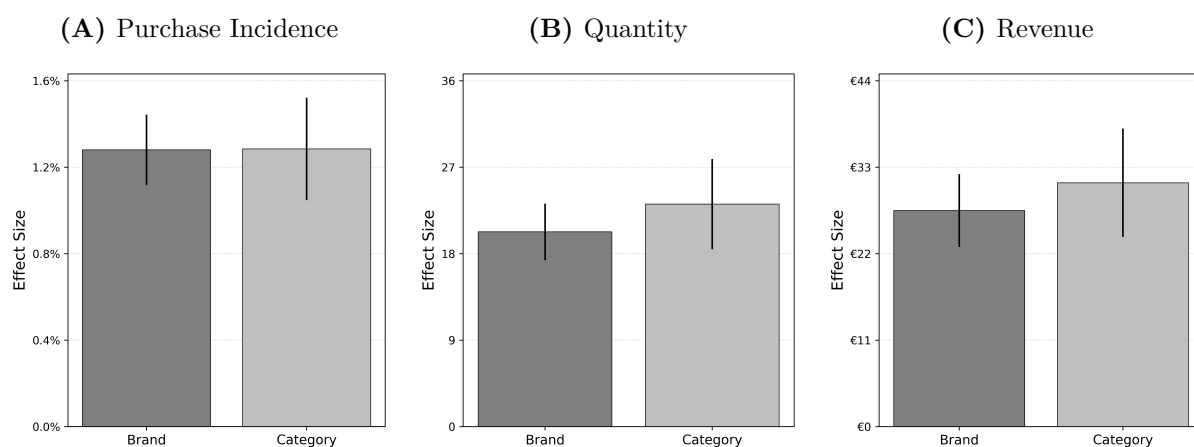 (A) Purchase Incidence
1.6%
1.2%
0.8%
0.4%
0.0%
Effect Size
Brand
Category
(B) Quantity
36
27
18
9
0
Effect Size
Brand
Category
(C) Revenue
€44
€33
€22
€11
€0
Effect Size
Brand
Category